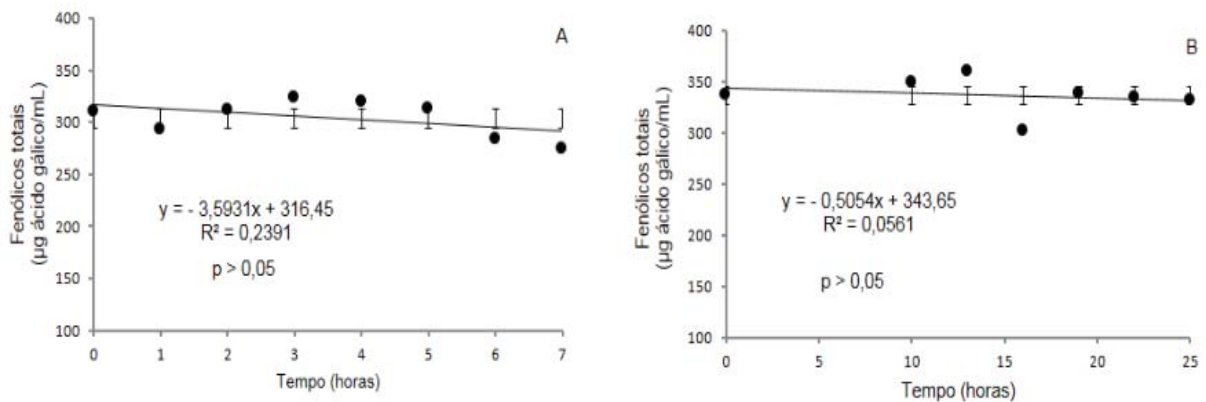 A
400
350
300
250
200
150
100
Fenólicos totais
(µg ácido gálico/mL)
y = - 3,5931x + 316,45
R² = 0,2391
p > 0,05
0 1 2 3 4 5 6 7
Tempo (horas)
B
400
350
300
250
200
150
100
Fenólicos totais
(µg ácido gálico/mL)
y = - 0,5054x + 343,65
R² = 0,0561
p > 0,05
0 5 10 15 20 25
Tempo (horas)